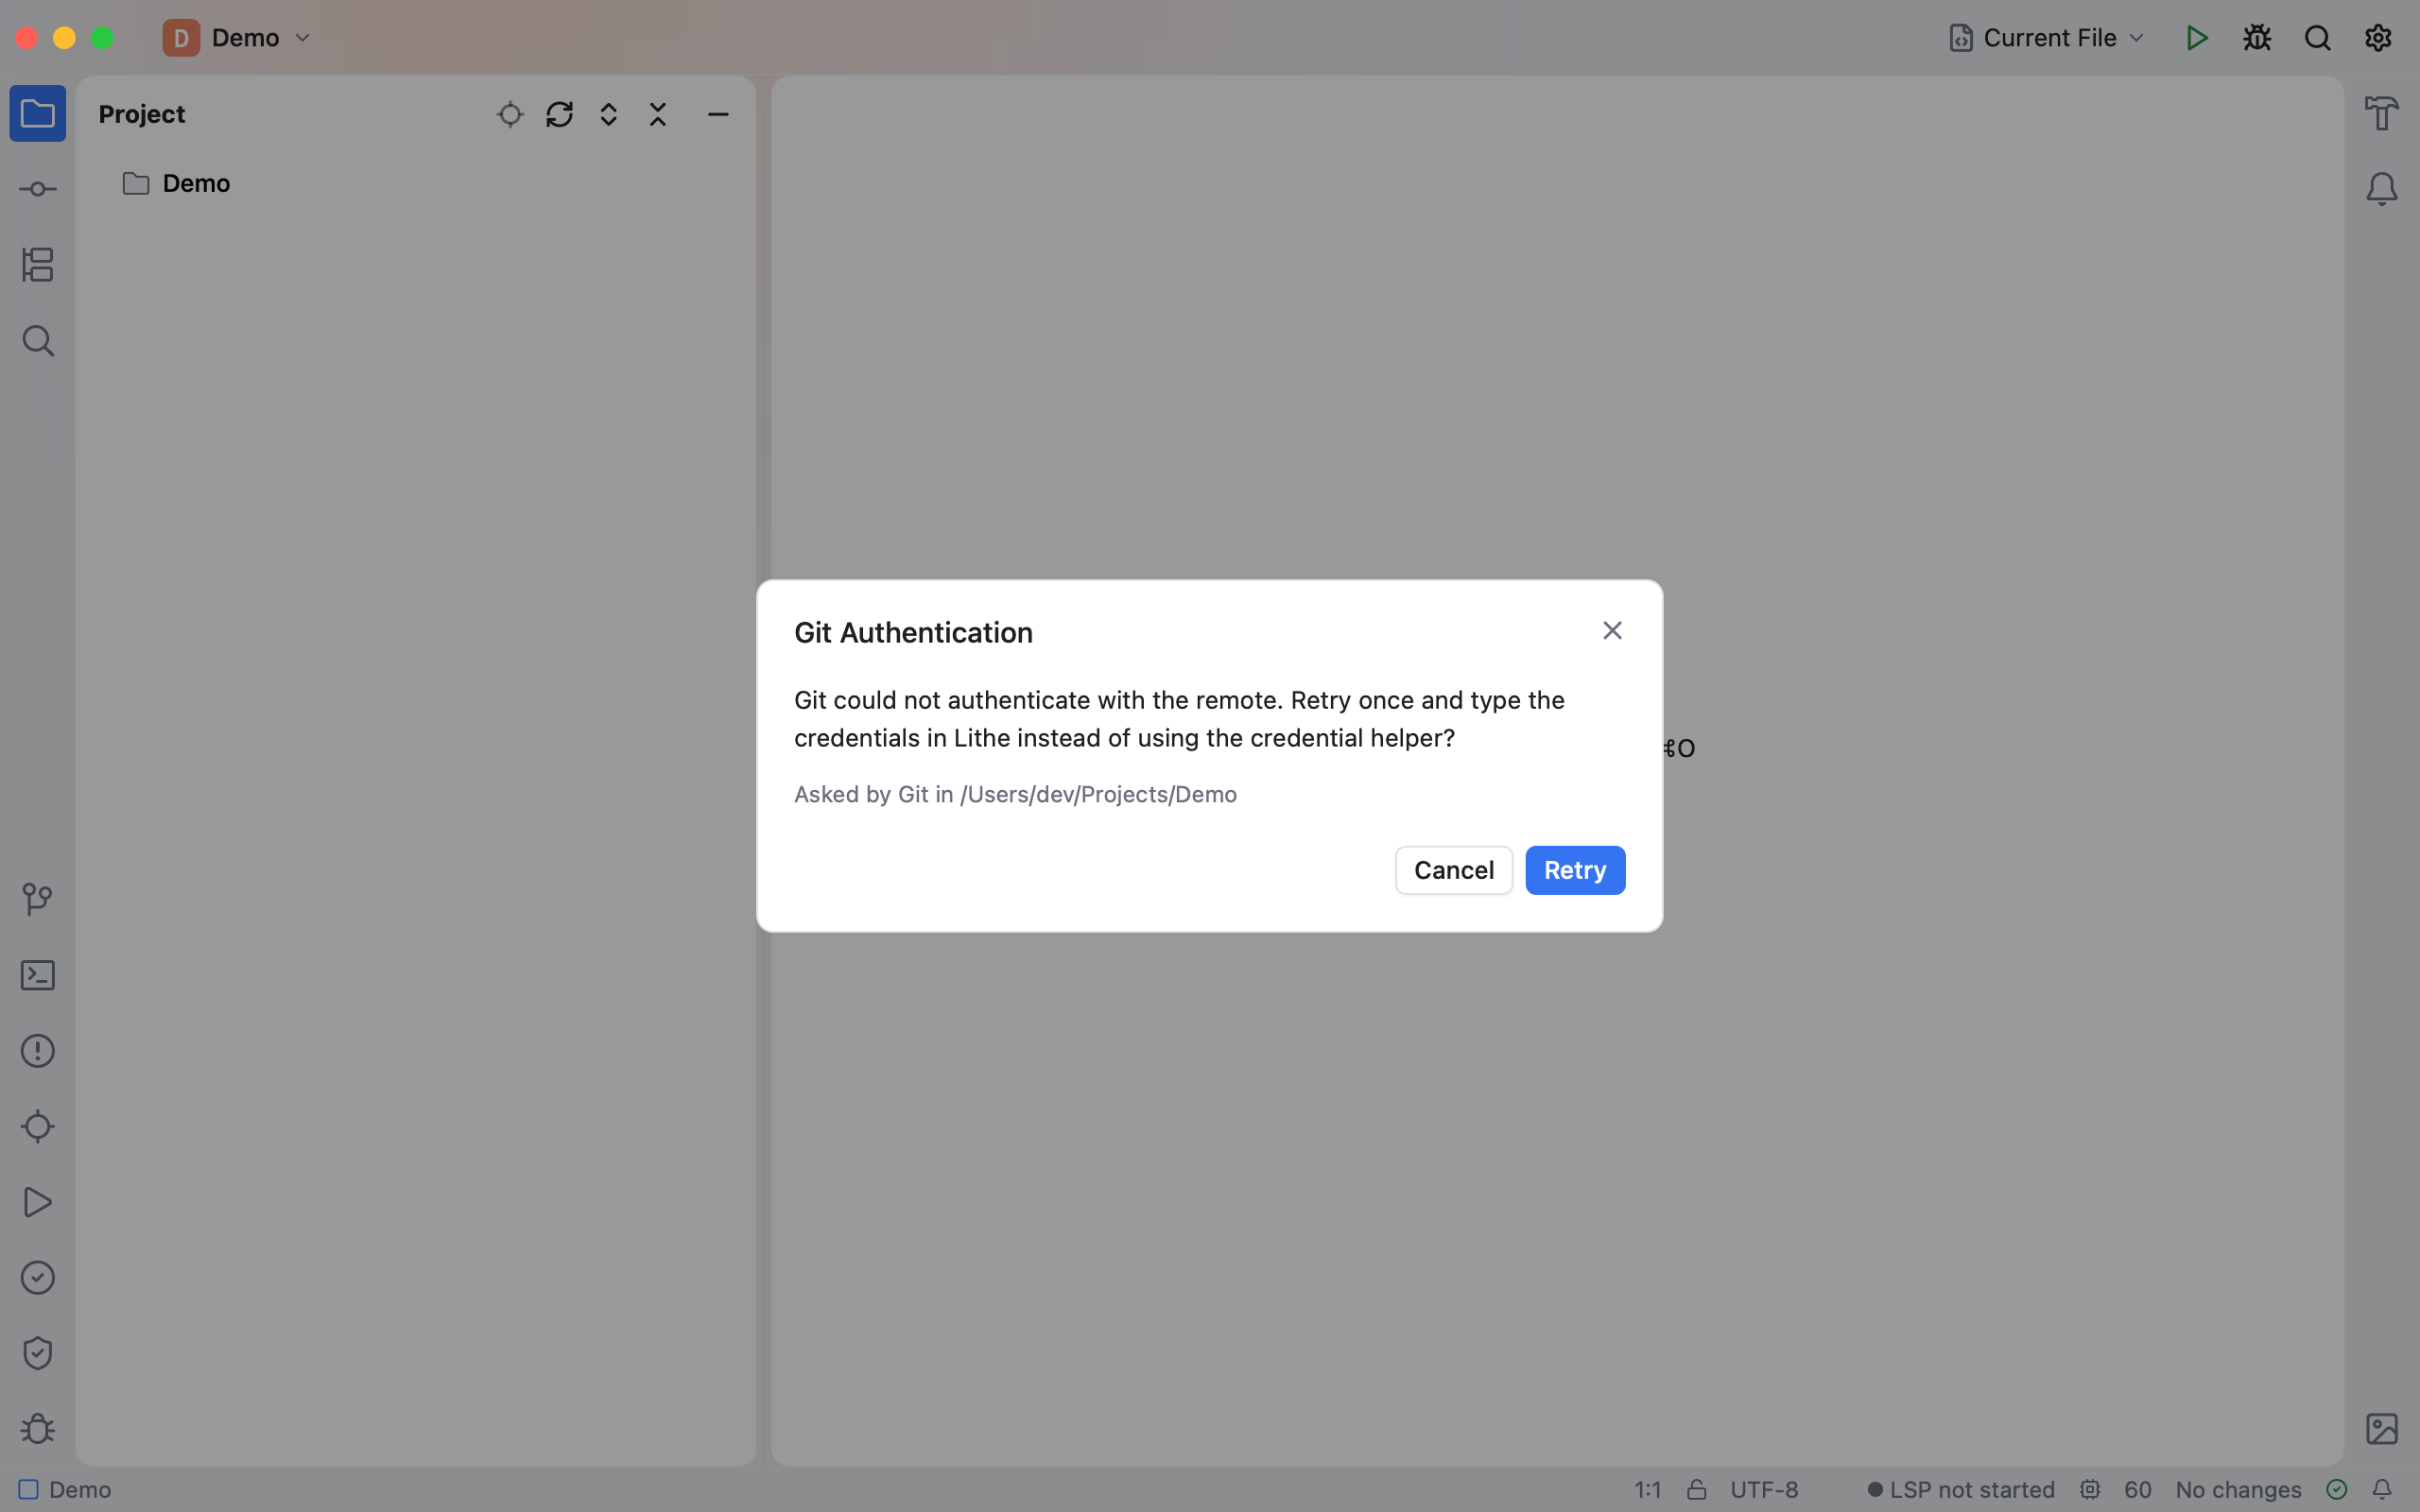 D Demo
Current File
Project
Demo
Git Authentication
Git could not authenticate with the remote. Retry once and type the
credentials in Lithe instead of using the credential helper?
⌘O
Asked by Git in /Users/dev/Projects/Demo
Cancel
Retry
Demo
1:1
UTF-8
LSP not started
60
No changes